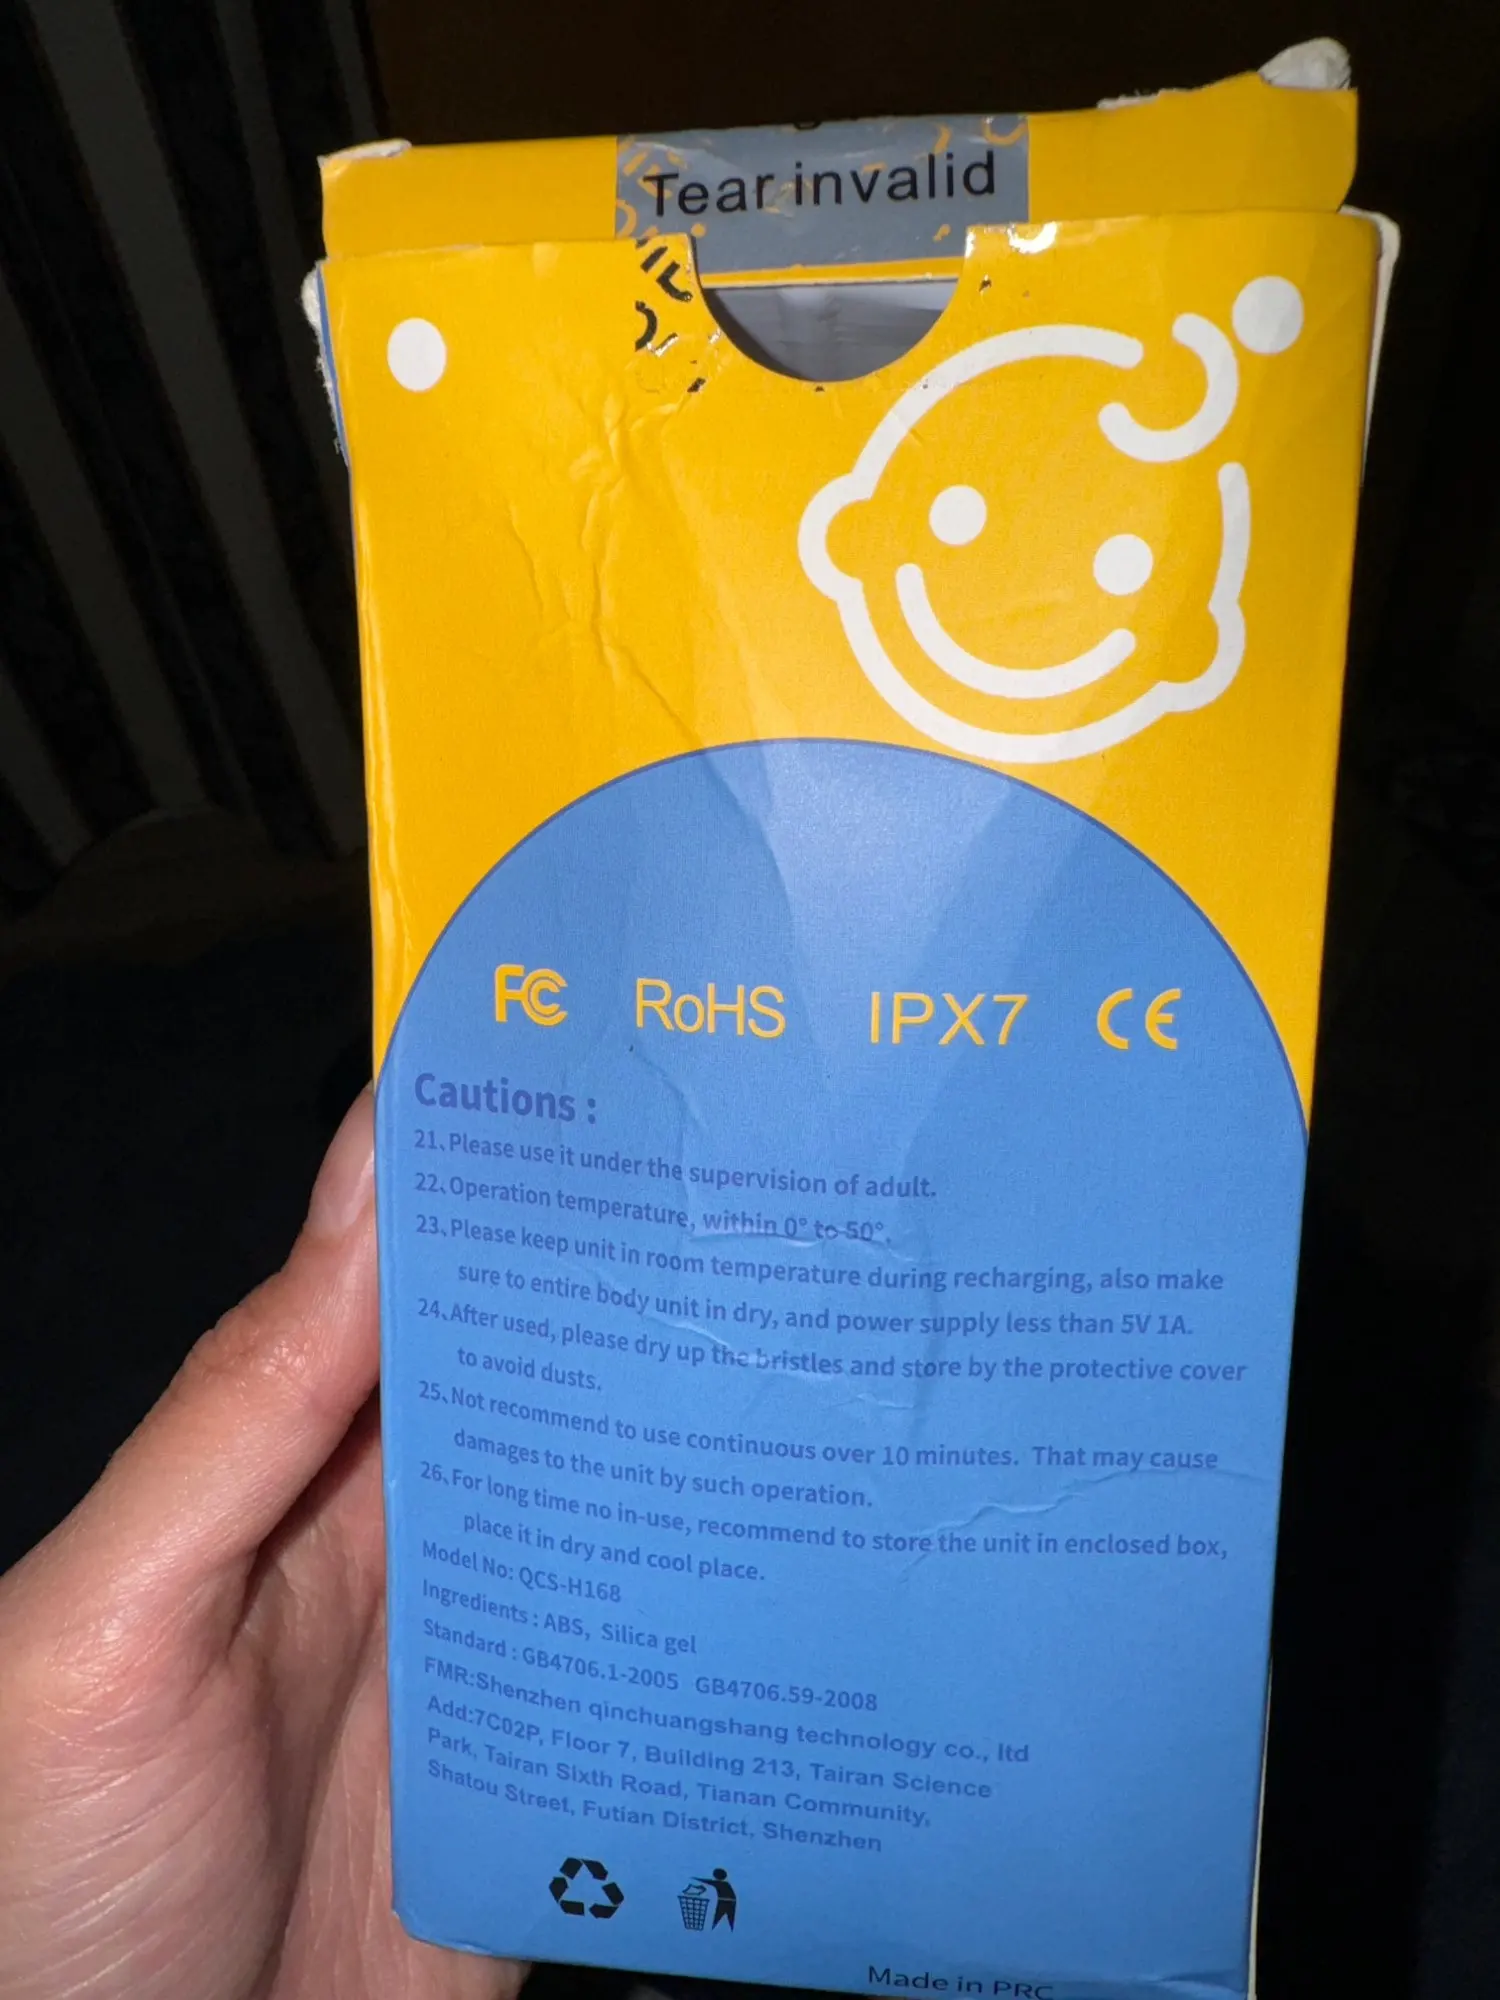 Tear invalid
FC RoHS IPX7 CE
Cautions :
21、Please use it under the supervision of adult.
22、Operation temperature, within 0° to 50°.
23、Please keep unit in room temperature during recharging, also make
sure to entire body unit in dry, and power supply less than 5V 1A.
24、After used, please dry up the bristles and store by the protective cover
to avoid dusts.
25、Not recommend to use continuous over 10 minutes. That may cause
damages to the unit by such operation.
26、For long time no in-use, recommend to store the unit in enclosed box,
place it in dry and cool place.
Model No: QCS-H168
Ingredients : ABS, Silica gel
Standard : GB4706.1-2005 GB4706.59-2008
FMR:Shenzhen qinchuangshang technology co., ltd
Add:7C02P, Floor 7, Building 213, Tairan Science
Park, Tairan Sixth Road, Tianan Community,
Shatou Street, Futian District, Shenzhen
Made in PRC